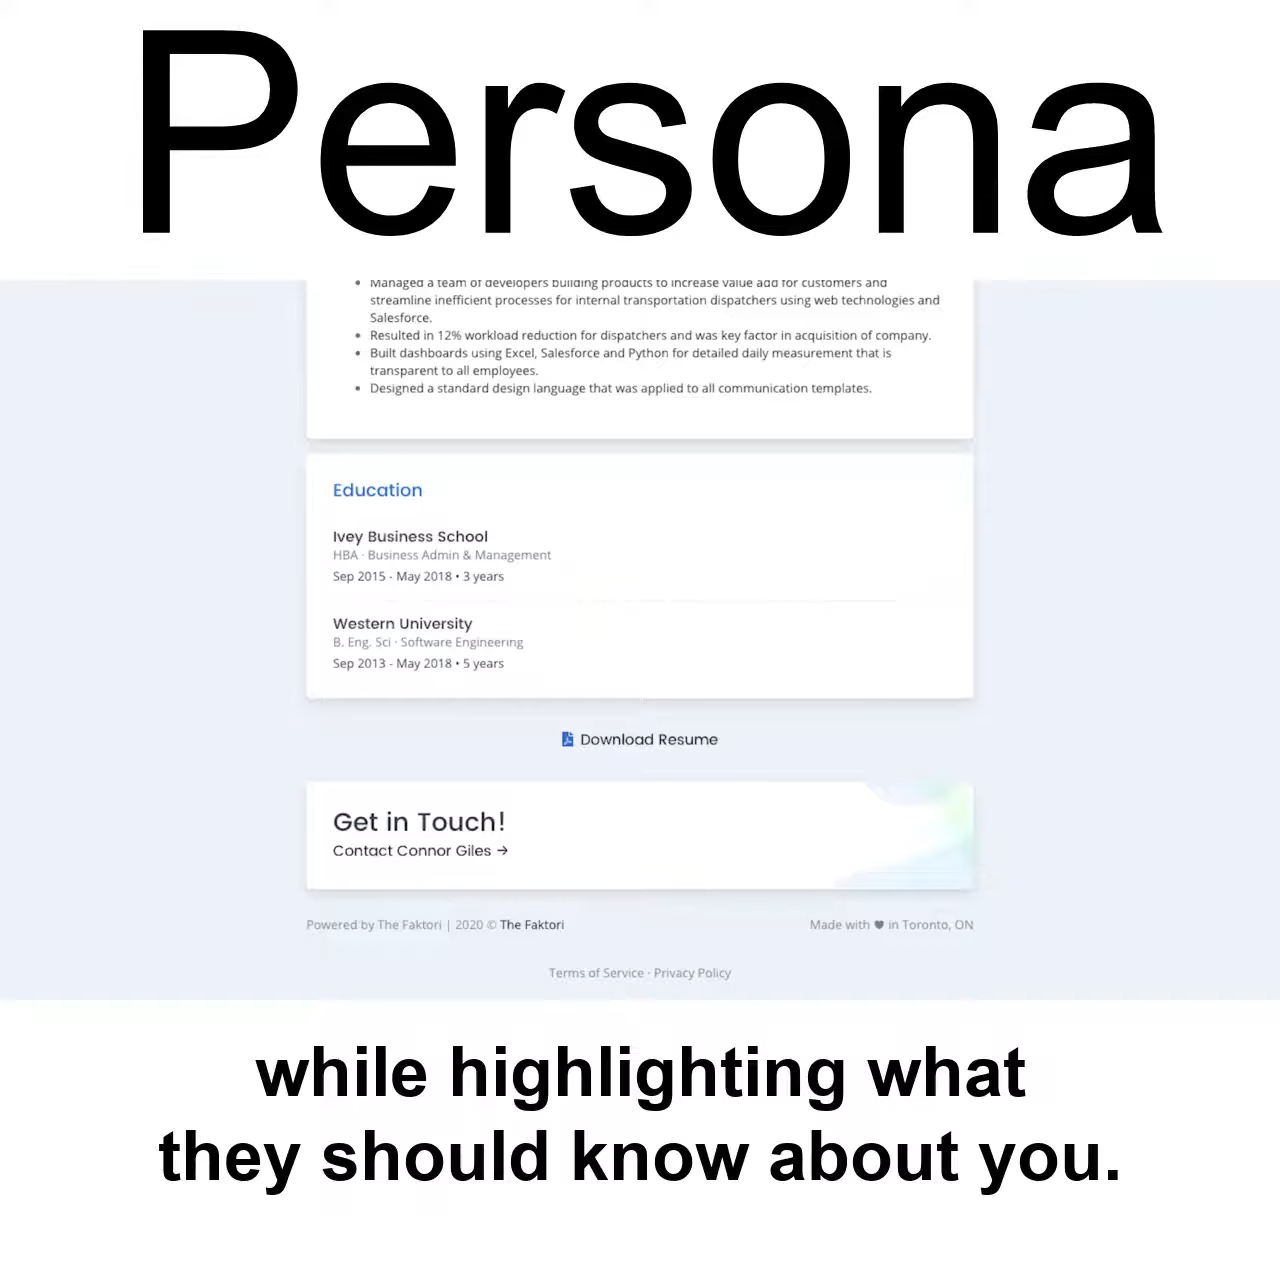 Persona
Managed a team of developers building products to increase value add for customers and
streamline inefficient processes for internal transportation dispatchers using web technologies and
Salesforce.
Resulted in 12% workload reduction for dispatchers and was key factor in acquisition of company.
Built dashboards using Excel, Salesforce and Python for detailed daily measurement that is
transparent to all employees.
Designed a standard design language that was applied to all communication templates.
Education
Ivey Business School
HBA · Business Admin & Management
Sep 2015 - May 2018 • 3 years
Western University
B. Eng. Sci · Software Engineering
Sep 2013 - May 2018 • 5 years
Download Resume
Get in Touch!
Contact Connor Giles →
Powered by The Faktori | 2020 © The Faktori
Made with ♥ in Toronto, ON
Terms of Service · Privacy Policy
while highlighting what
they should know about you.